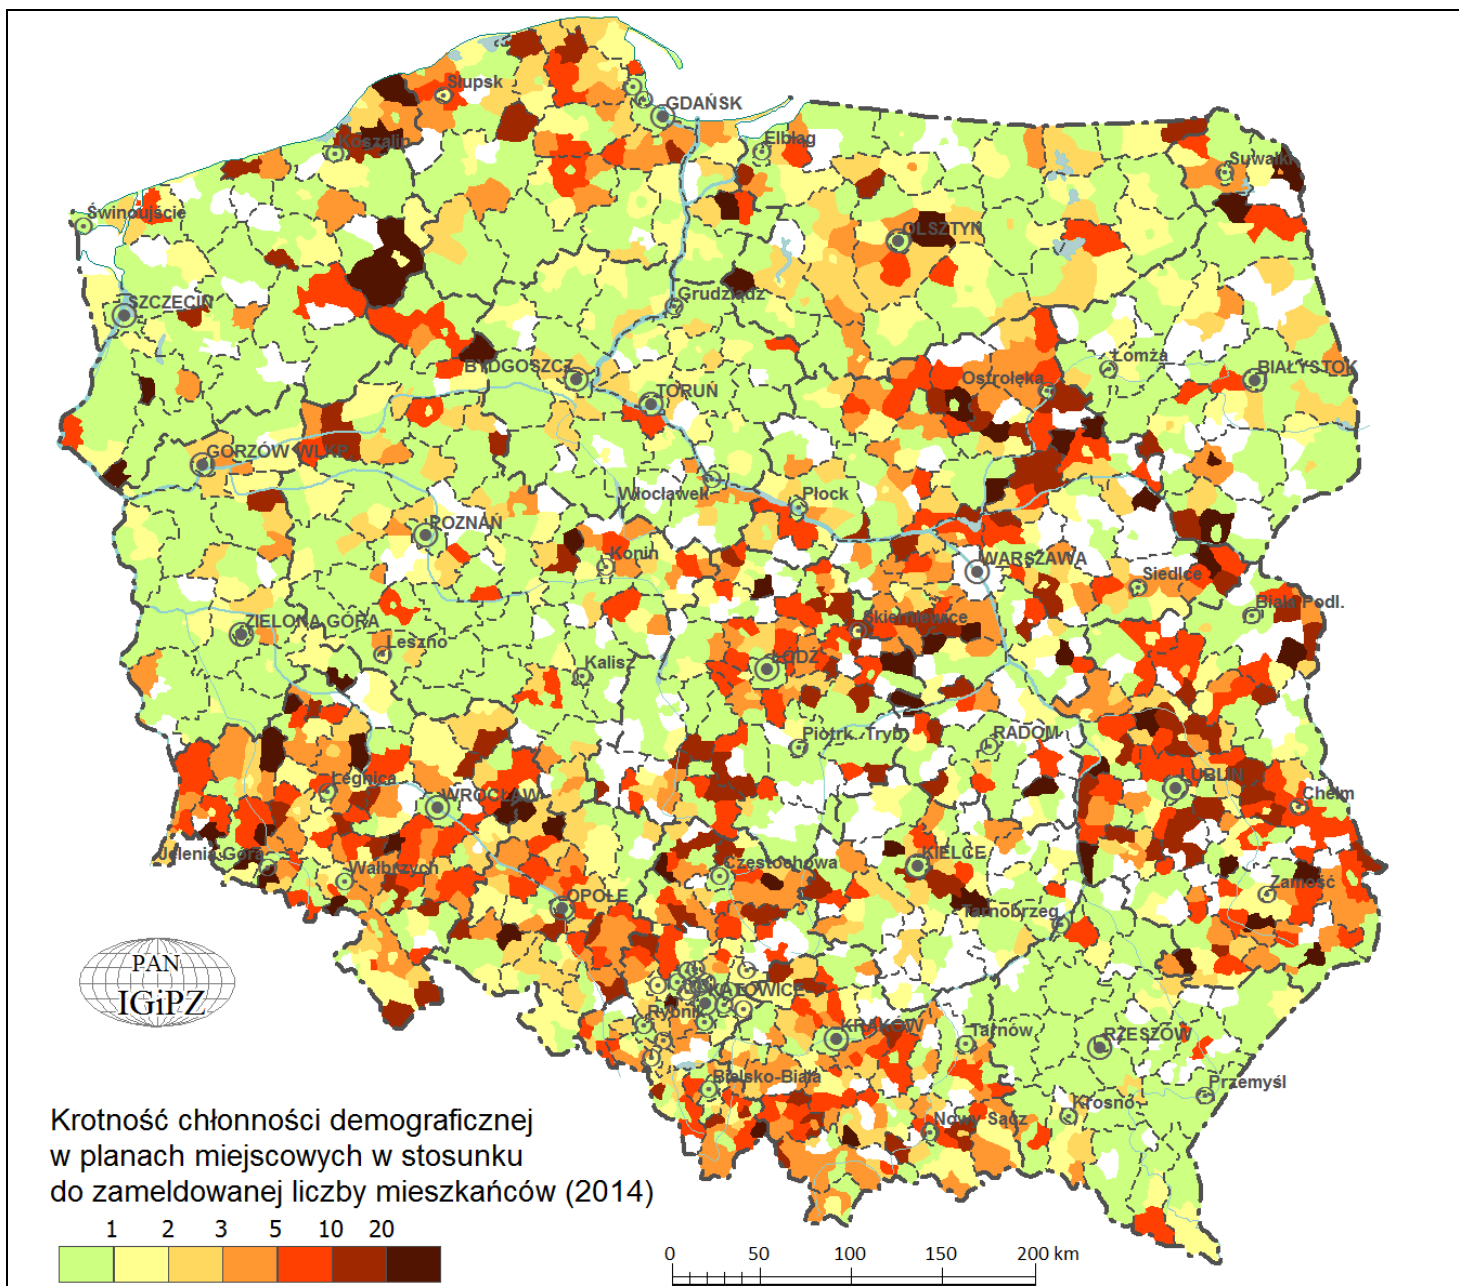 Słupsk
GDAŃSK
Koszalin
Elbląg
Suwałki
Świnoujście
OLSZTYN
SZCZECIN
Grudziądz
BYDGOSZCZ
Ostrołęka
Łomża
BIAŁYSTOK
TORUŃ
GORZÓW WLKP.
Włocławek
Płock
POZNAŃ
Konin
WARSZAWA
Siedlce
Biała Podl.
ZIELONA GÓRA
Leszno
Skierniewice
Kalisz
ŁÓDŹ
Piotrk. Tryb.
RADOM
Legnica
WROCŁAW
LUBLIN
Chełm
Jelenia Góra
Wałbrzych
Częstochowa
KIELCE
Zamość
OPOLE
Tarnobrzeg
PAN
IGiPZ
KATOWICE
Rybnik
KRAKÓW
Tarnów
RZESZÓW
Bielsko-Biała
Przemyśl
Krosno
Nowy Sącz
Krotność chłonności demograficznej
w planach miejscowych w stosunku
do zameldowanej liczby mieszkańców (2014)
1 2 3 5 10 20
0 50 100 150 200 km